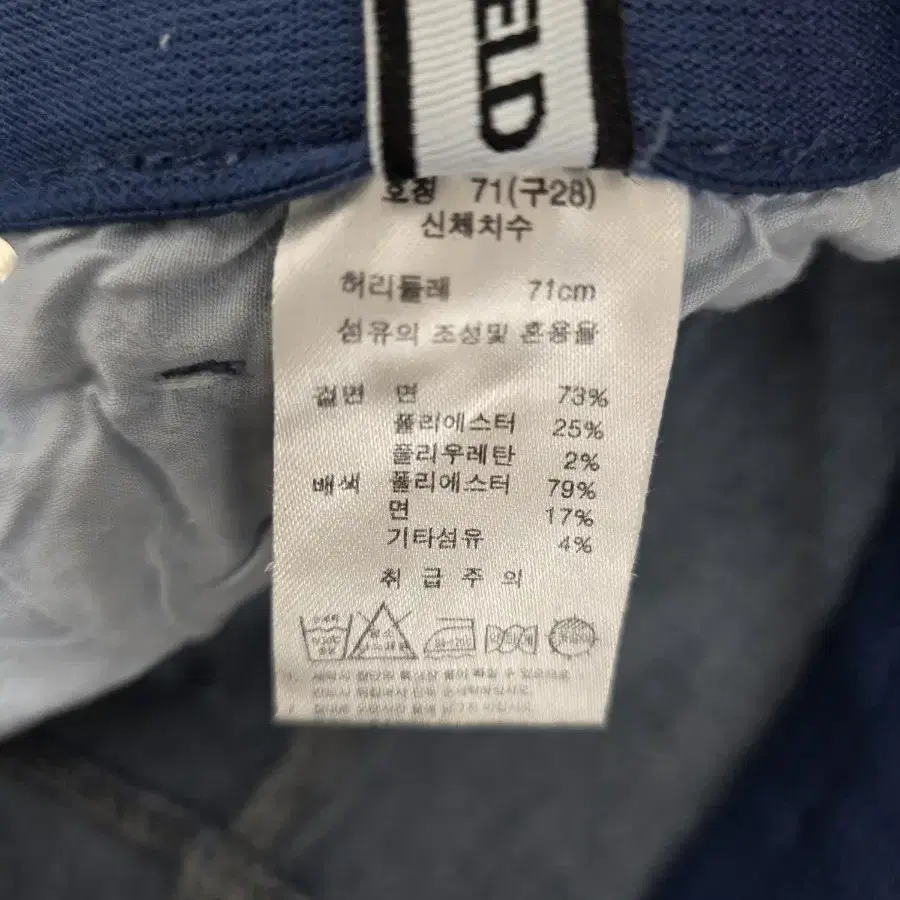 ELD
호칭 71(구28)
신체치수
허리둘레 71cm
섬유의 조성및 혼용율
겉면 면 73%
폴리에스터 25%
폴리우레탄 2%
배색 폴리에스터 79%
면 17%
기타섬유 4%
취 급 주 의